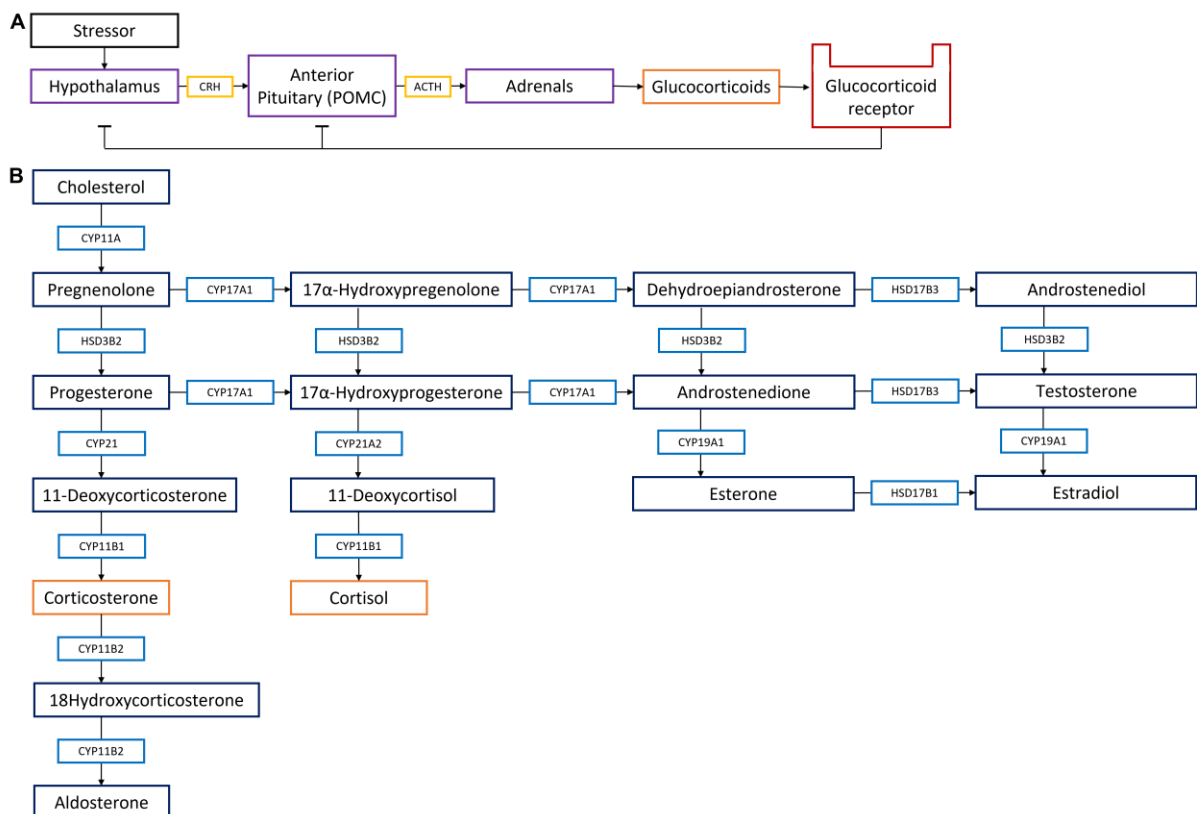 A
Stressor
Hypothalamus
CRH
Anterior
Pituitary (POMC)
ACTH
Adrenals
Glucocorticoids
Glucocorticoid
receptor
B
Cholesterol
CYP11A
Pregnenolone
CYP17A1
17α-Hydroxypregenolone
CYP17A1
Dehydroepiandrosterone
HSD17B3
Androstenediol
HSD3B2
HSD3B2
HSD3B2
HSD3B2
Progesterone
CYP17A1
17α-Hydroxyprogesterone
CYP17A1
Androstenedione
HSD17B3
Testosterone
CYP21
CYP21A2
CYP19A1
CYP19A1
11-Deoxycorticosterone
11-Deoxycortisol
Esterone
HSD17B1
Estradiol
CYP11B1
CYP11B1
Corticosterone
Cortisol
CYP11B2
18Hydroxycorticosterone
CYP11B2
Aldosterone